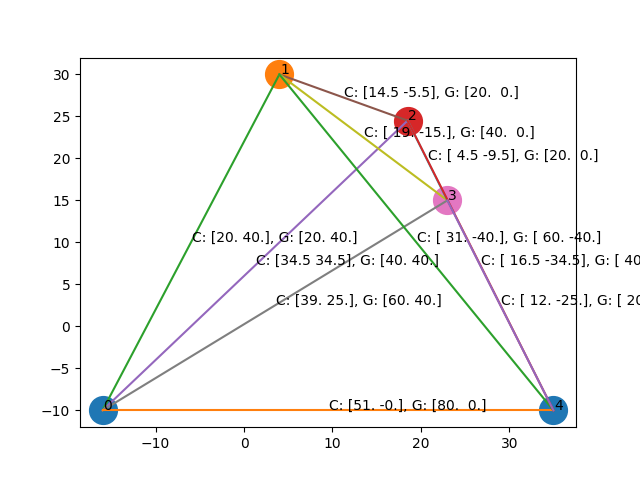 30
25
20
15
10
5
0
−5
−10
−10
0
10
20
30
1
C: [14.5 -5.5], G: [20.  0.]
2
C: [ 19. -15.], G: [40.  0.]
C: [ 4.5 -9.5], G: [20.  0.]
3
C: [20. 40.], G: [20. 40.]
C: [ 31. -40.], G: [ 60. -40.]
C: [34.5 34.5], G: [40. 40.]
C: [ 16.5 -34.5], G: [ 40
C: [39. 25.], G: [60. 40.]
C: [ 12. -25.], G: [ 20
0
C: [51. -0.], G: [80.  0.]
4